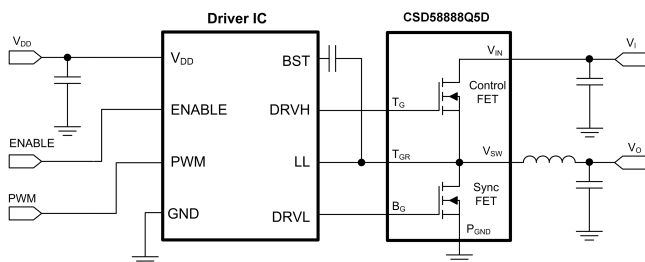 Driver IC
CSD58888Q5D
VDD
VDD
BST
ENABLE
ENABLE
DRVH
PWM
PWM
LL
GND
DRVL
TG
TGR
BG
VIN
Control
FET
VSW
Sync
FET
PGND
VI
VO